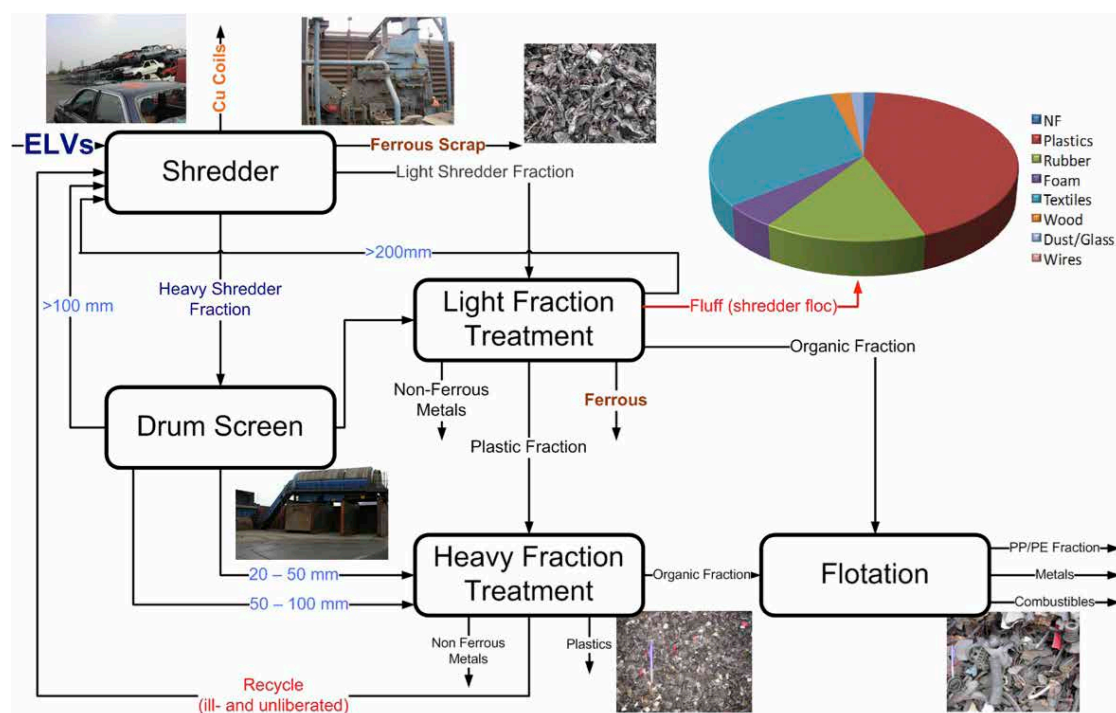 Cu Coils
ELVs
Shredder
Ferrous Scrap
Light Shredder Fraction
NF
Plastics
Rubber
Foam
Textiles
Wood
Dust/Glass
Wires
>200mm
>100 mm
Heavy Shredder
Fraction
Light Fraction
Treatment
Fluff (shredder floc)
Organic Fraction
Non-Ferrous
Metals
Ferrous
Drum Screen
Plastic Fraction
Heavy Fraction
Treatment
20 – 50 mm
50 – 100 mm
Organic Fraction
Flotation
PP/PE Fraction
Metals
Combustibles
Non Ferrous
Metals
Plastics
Recycle
(ill- and unliberated)